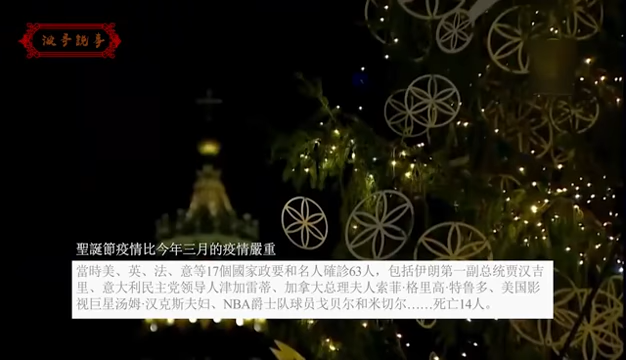 波哥說事
聖誕節疫情比今年三月的疫情嚴重
當時美、英、法、意等17個國家政要和名人確診63人，包括伊朗第一副总统贾汉吉
里、意大利民主党领导人津加雷蒂、加拿大总理夫人索菲·格里高·特鲁多、美国影
视巨星汤姆·汉克斯夫妇、NBA爵士队球员戈贝尔和米切尔……死亡14人。